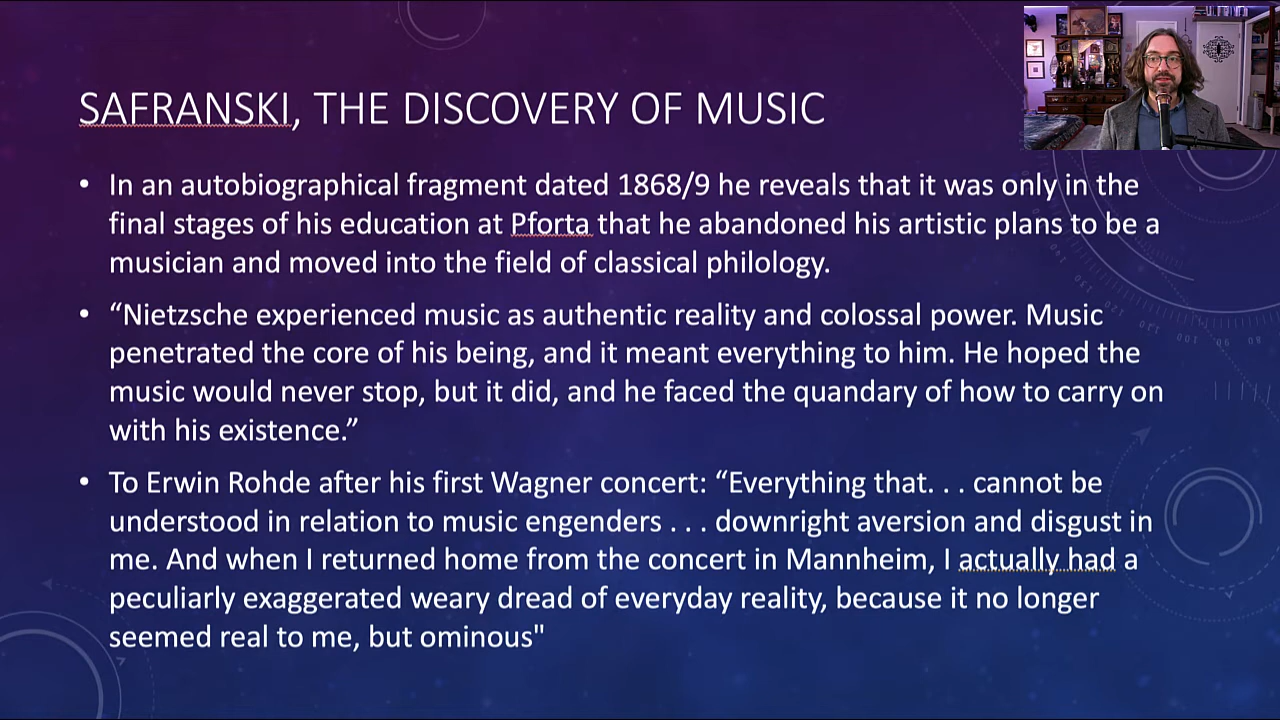 SAFRANSKI, THE DISCOVERY OF MUSIC
• In an autobiographical fragment dated 1868/9 he reveals that it was only in the
final stages of his education at Pforta that he abandoned his artistic plans to be a
musician and moved into the field of classical philology.
• “Nietzsche experienced music as authentic reality and colossal power. Music
penetrated the core of his being, and it meant everything to him. He hoped the
music would never stop, but it did, and he faced the quandary of how to carry on
with his existence.”
• To Erwin Rohde after his first Wagner concert: “Everything that. . . cannot be
understood in relation to music engenders . . . downright aversion and disgust in
me. And when I returned home from the concert in Mannheim, I actually had a
peculiarly exaggerated weary dread of everyday reality, because it no longer
seemed real to me, but ominous"